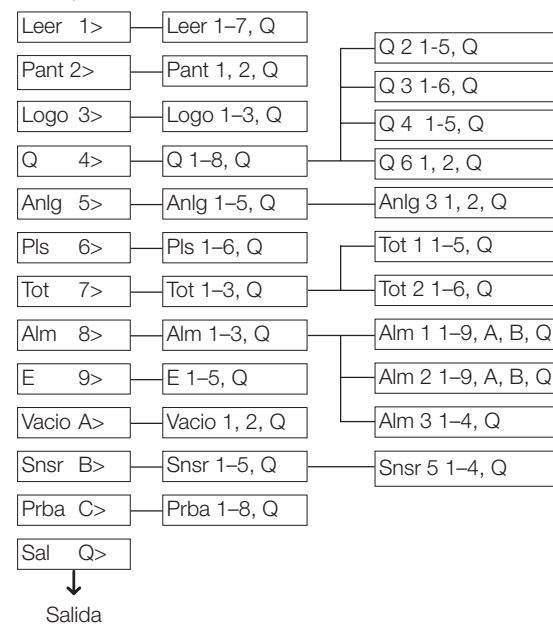 Leer 1>
Leer 1–7, Q
Pant 2>
Pant 1, 2, Q
Logo 3>
Logo 1–3, Q
Q 4>
Q 1–8, Q
Q 2 1-5, Q
Q 3 1-6, Q
Q 4 1-5, Q
Q 6 1, 2, Q
Anlg 5>
Anlg 1–5, Q
Anlg 3 1, 2, Q
Pls 6>
Pls 1–6, Q
Tot 7>
Tot 1–3, Q
Tot 1 1–5, Q
Tot 2 1–6, Q
Alm 8>
Alm 1–3, Q
Alm 1 1–9, A, B, Q
Alm 2 1–9, A, B, Q
Alm 3 1–4, Q
E 9>
E 1–5, Q
Vacio A>
Vacio 1, 2, Q
Snsr B>
Snsr 1–5, Q
Snsr 5 1–4, Q
Prba C>
Prba 1–8, Q
Sal Q>
Salida